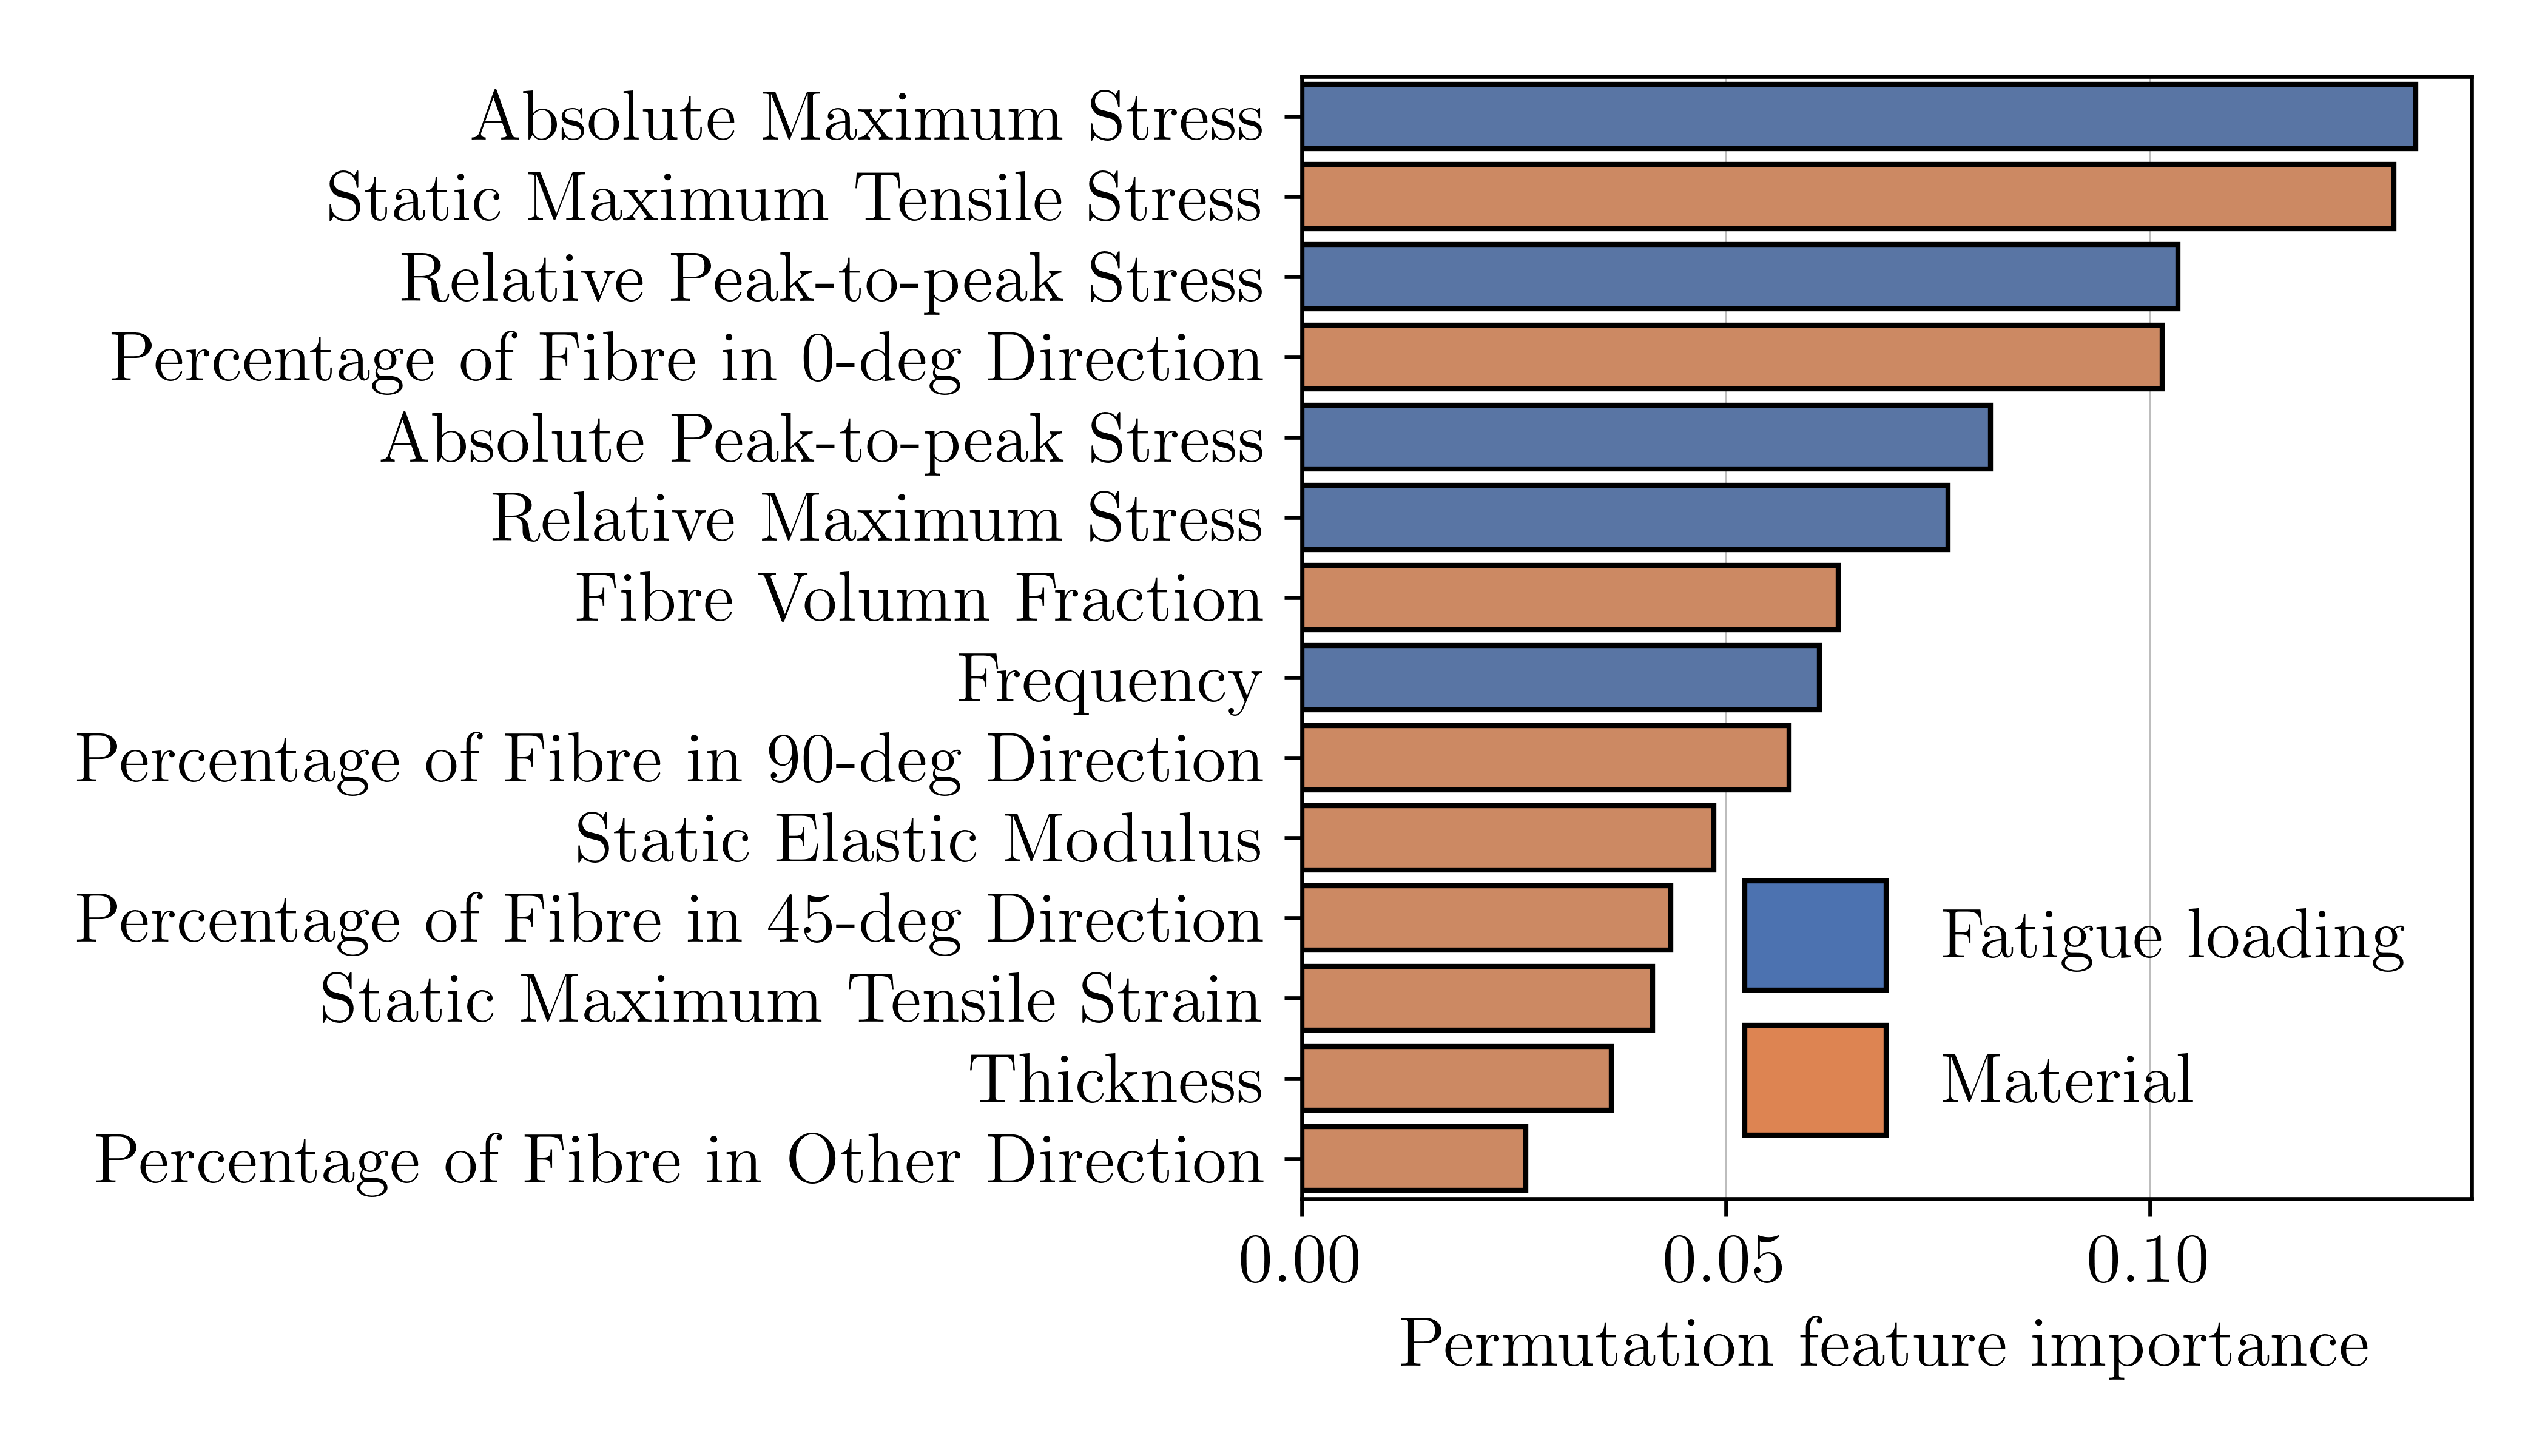 Absolute Maximum Stress
Static Maximum Tensile Stress
Relative Peak-to-peak Stress
Percentage of Fibre in 0-deg Direction
Absolute Peak-to-peak Stress
Relative Maximum Stress
Fibre Volumn Fraction
Frequency
Percentage of Fibre in 90-deg Direction
Static Elastic Modulus
Percentage of Fibre in 45-deg Direction
Static Maximum Tensile Strain
Thickness
Percentage of Fibre in Other Direction
Fatigue loading
Material
0.00 0.05 0.10
Permutation feature importance